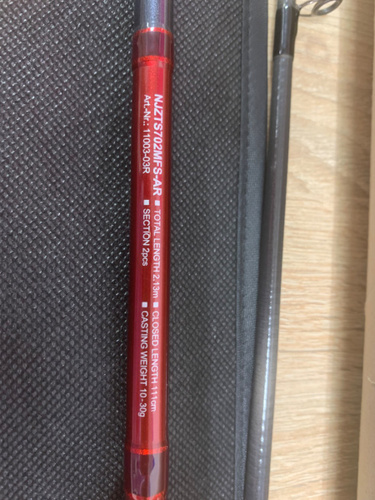 NJZTS702MFS-AR ■ TOTAL LENGTH 2.13m ■ CLOSED LENGTH 111cm
Art.-Nr.: 11003-03R ■ SECTION 2pcs ■ CASTING WEIGHT 10-30g